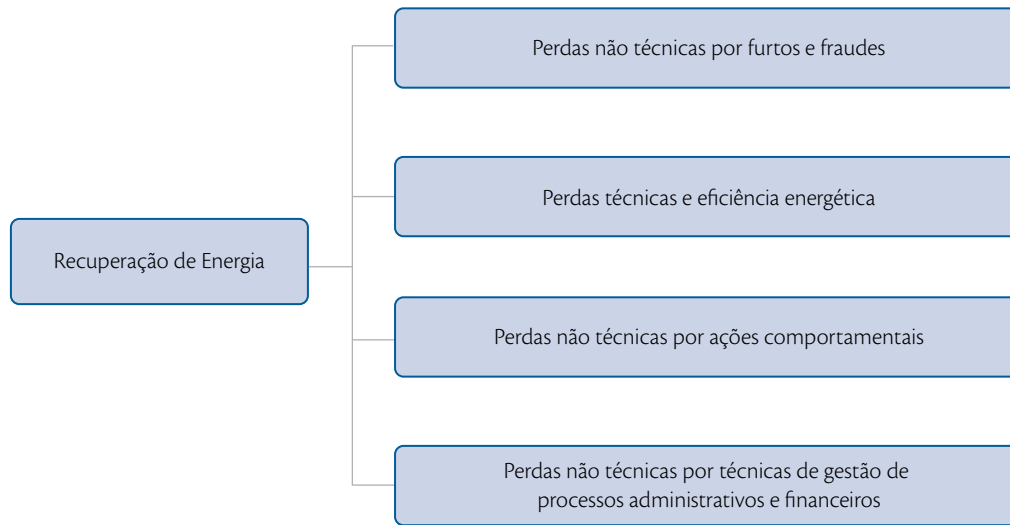 Perdas não técnicas por furtos e fraudes
Perdas técnicas e eficiência energética
Recuperação de Energia
Perdas não técnicas por ações comportamentais
Perdas não técnicas por técnicas de gestão de
processos administrativos e financeiros